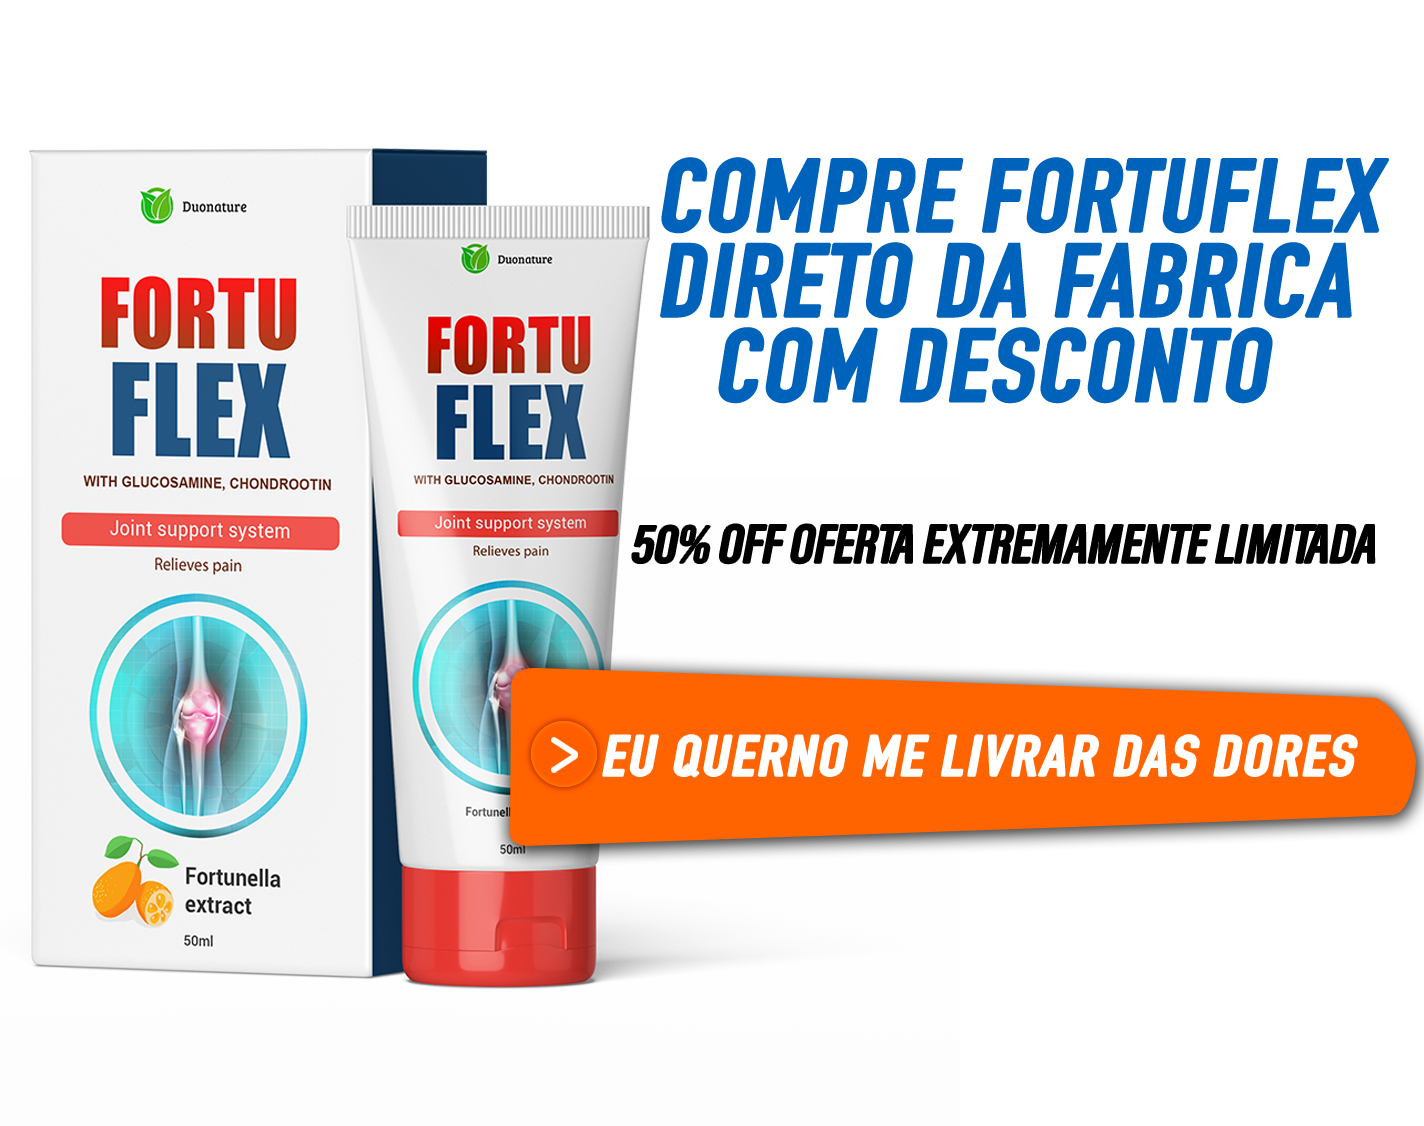 Duonature
FORTU
FLEX
WITH GLUCOSAMINE, CHONDROOTIN
Joint support system
Relieves pain
Fortunella
extract
50ml
Duonature
FORTU
FLEX
WITH GLUCOSAMINE, CHONDROOTIN
Joint support system
Relieves pain
Fortunell
50ml
COMPRE FORTUFLEX
DIRETO DA FABRICA
COM DESCONTO
50% OFF OFERTA EXTREMAMENTE LIMITADA
> EU QUERNO ME LIVRAR DAS DORES